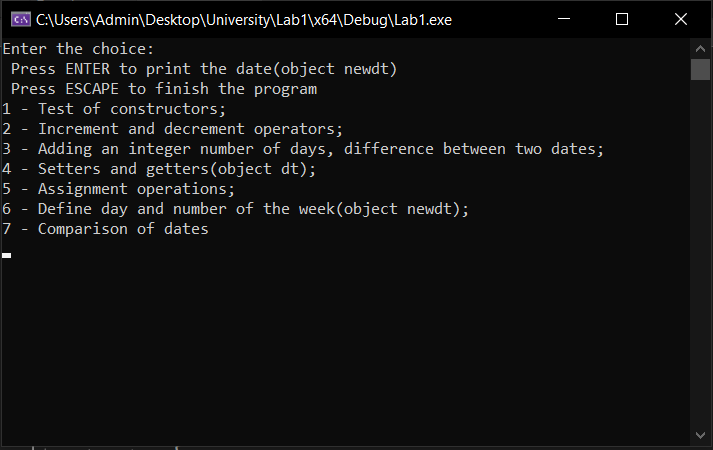 C:\Users\Admin\Desktop\University\Lab1\x64\Debug\Lab1.exe
Enter the choice:
 Press ENTER to print the date(object newdt)
 Press ESCAPE to finish the program
1 - Test of constructors;
2 - Increment and decrement operators;
3 - Adding an integer number of days, difference between two dates;
4 - Setters and getters(object dt);
5 - Assignment operations;
6 - Define day and number of the week(object newdt);
7 - Comparison of dates